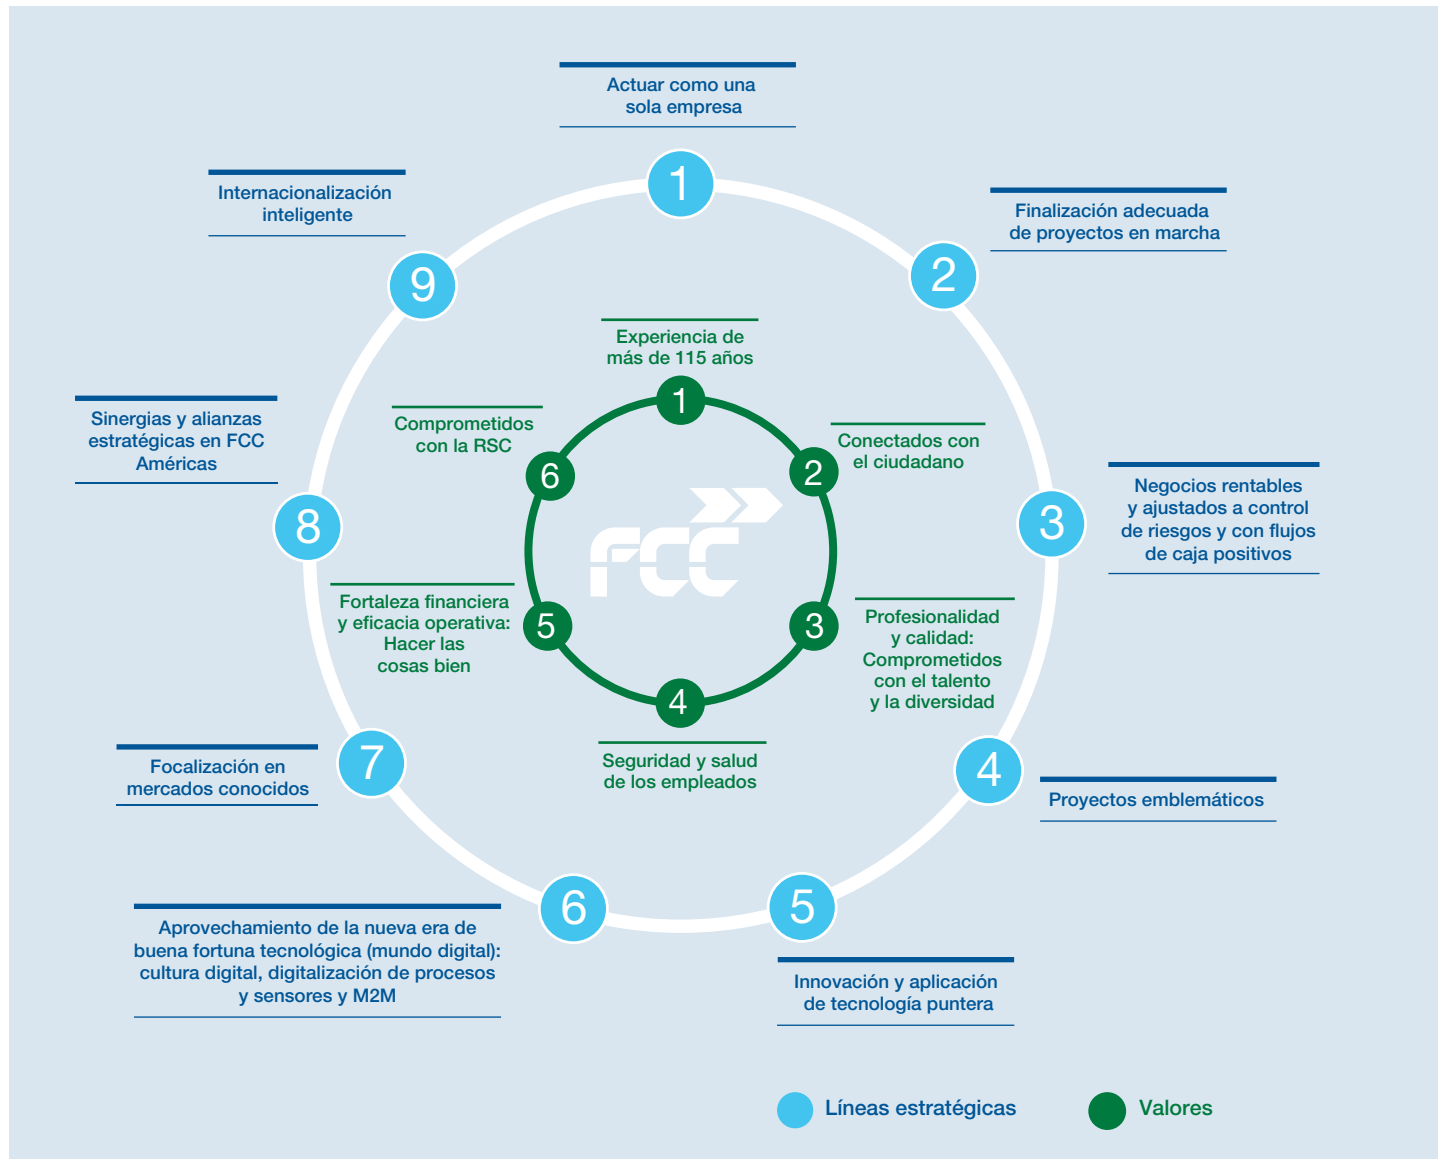 Actuar como una
sola empresa
1
Finalización adecuada
de proyectos en marcha
2
Negocios rentables
y ajustados a control
de riesgos y con flujos
de caja positivos
3
Proyectos emblemáticos
4
Innovación y aplicación
de tecnología puntera
5
Aprovechamiento de la nueva era de
buena fortuna tecnológica (mundo digital):
cultura digital, digitalización de procesos
y sensores y M2M
6
Focalización en
mercados conocidos
7
Sinergias y alianzas
estratégicas en FCC
Américas
8
Internacionalización
inteligente
9
Experiencia de
más de 115 años
1
Conectados con
el ciudadano
2
Profesionalidad
y calidad:
Comprometidos
con el talento
y la diversidad
3
Seguridad y salud
de los empleados
4
Fortaleza financiera
y eficacia operativa:
Hacer las
cosas bien
5
Comprometidos
con la RSC
6
FCC
Líneas estratégicas
Valores